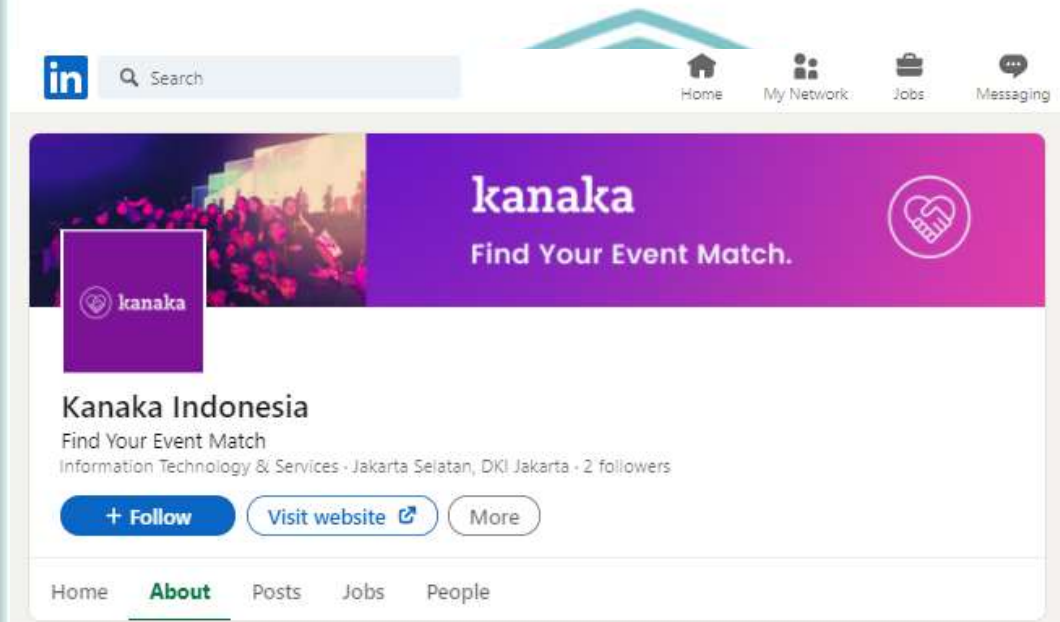 in
Search
Home
My Network
Jobs
Messaging
kanaka
Find Your Event Match.
kanaka
Kanaka Indonesia
Find Your Event Match
Information Technology & Services · Jakarta Selatan, DKI Jakarta · 2 followers
+ Follow
Visit website
More
Home
About
Posts
Jobs
People